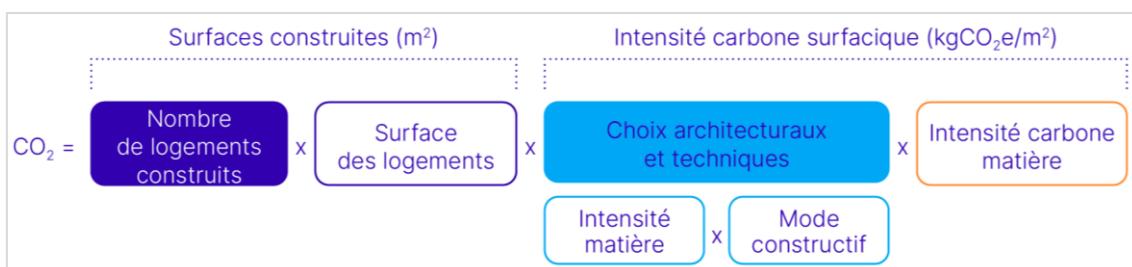 Surfaces construites (m²)
Intensité carbone surfacique (kgCO₂e/m²)
CO₂ =
Nombre
de logements
construits
x
Surface
des logements
x
Choix architecturaux
et techniques
x
Intensité carbone
matière
Intensité
matière
x
Mode
constructif